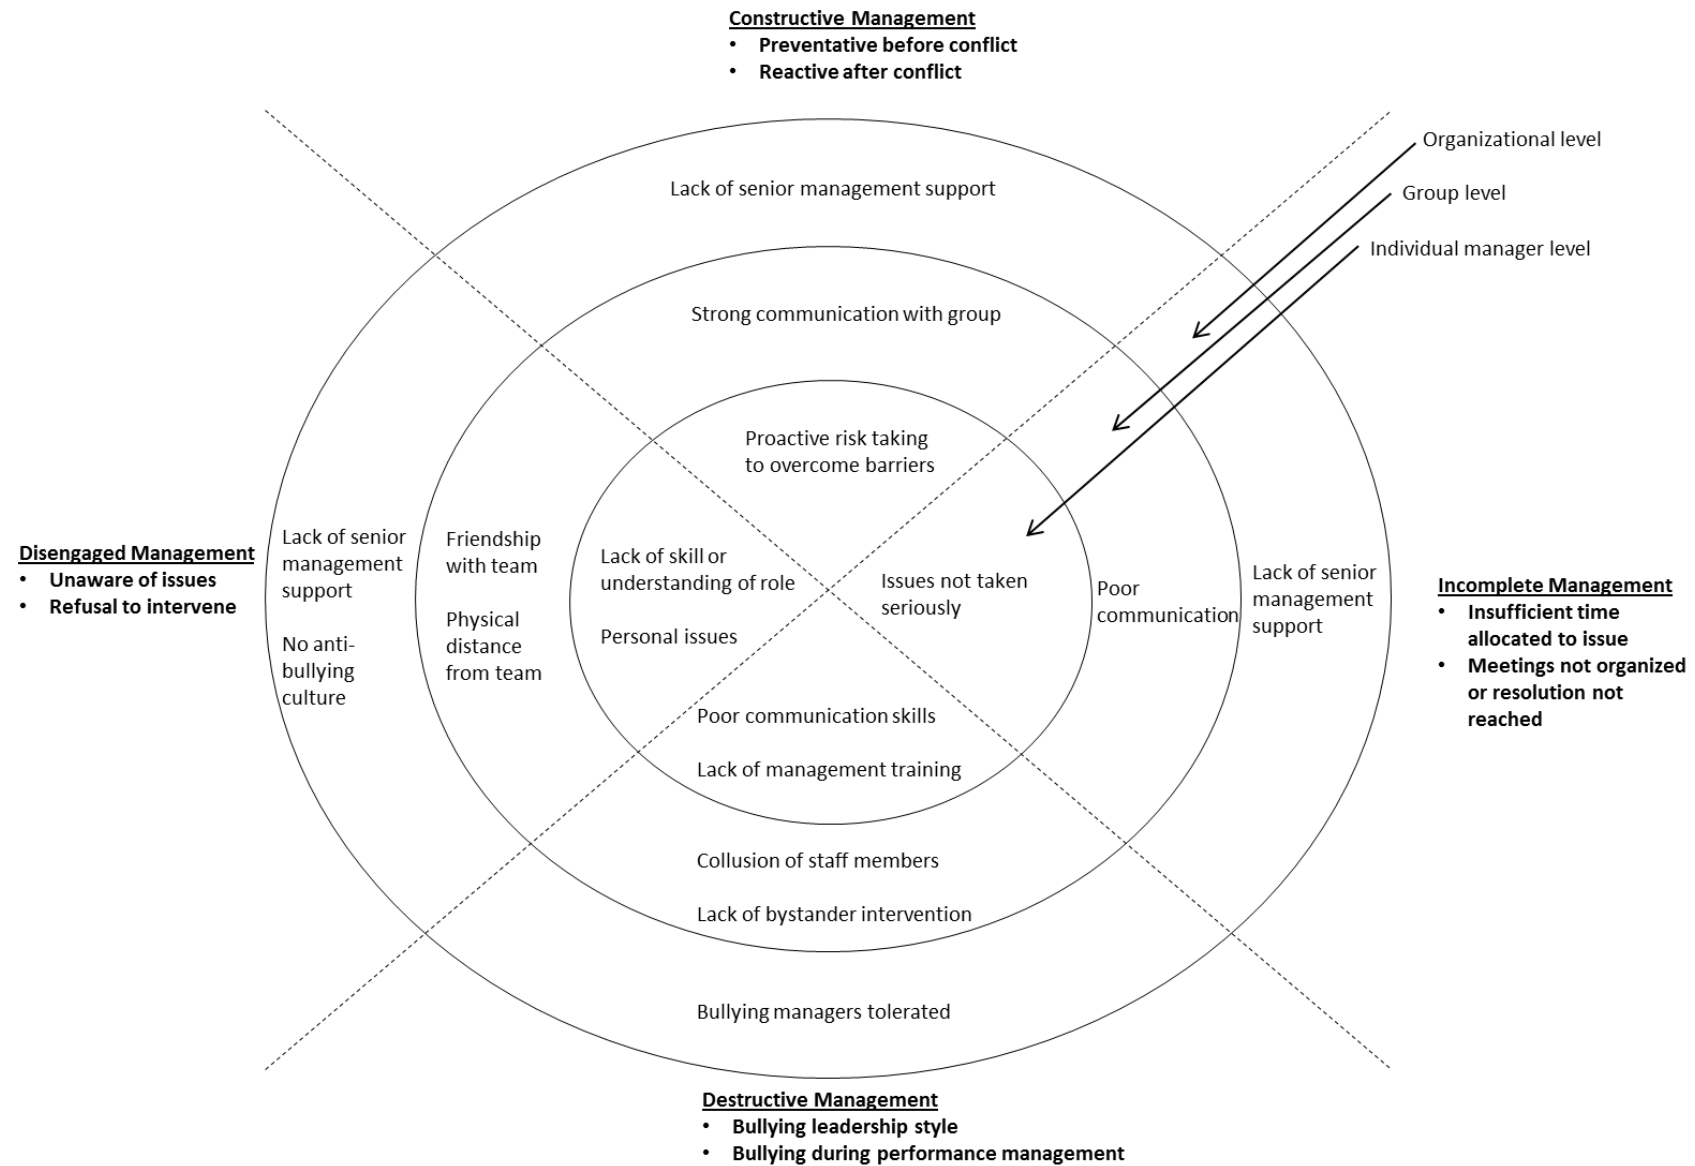 Constructive Management
• Preventative before conflict
• Reactive after conflict
Organizational level
Group level
Individual manager level
Lack of senior management support
Strong communication with group
Proactive risk taking
to overcome barriers
Disengaged Management
• Unaware of issues
• Refusal to intervene
Lack of senior
management
support
No anti-
bullying
culture
Friendship
with team
Physical
distance
from team
Lack of skill or
understanding of role
Personal issues
Issues not taken
seriously
Poor
communication
Lack of senior
management
support
Incomplete Management
• Insufficient time
allocated to issue
• Meetings not organized
or resolution not
reached
Poor communication skills
Lack of management training
Collusion of staff members
Lack of bystander intervention
Bullying managers tolerated
Destructive Management
• Bullying leadership style
• Bullying during performance management